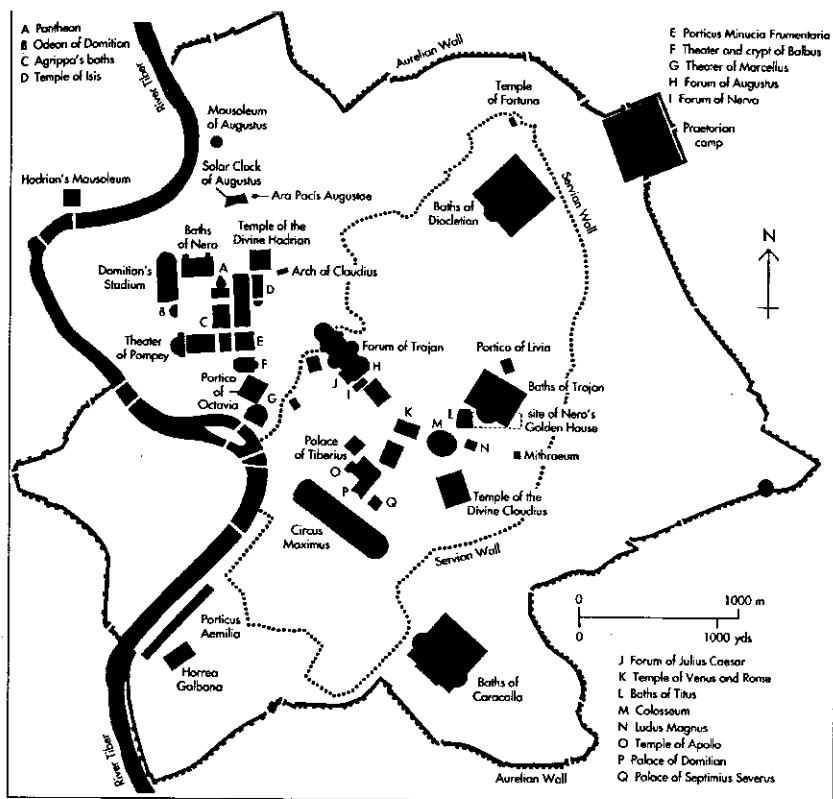 A Pantheon
B Odeon of Domitian
C Agrippa's baths
D Temple of Isis
River Tiber
Aurelian Wall
E Porticus Minucia Frumentaria
F Theater and crypt of Balbus
G Theater of Marcellus
H Forum of Augustus
I Forum of Nerva
Temple
of Fortuna
Praetorian
camp
Mausoleum
of Augustus
Solar Clock
of Augustus
Ara Pacis Augustae
Hadrian's Mausoleum
Baths of
Diocletian
Servian Wall
N
Baths
of Nero
Temple of the
Divine Hadrian
A
Arch of Claudius
Domitian's
Stadium
D
B
C
Theater
of Pompey
E
F
Forum of Trajan
H
J
I
Portico of Livia
Portico
of
Octavia
G
Baths of Trajan
K
L
M
site of Nero's
Golden House
N
Mithraeum
Palace
of Tiberius
O
P
Q
Temple of the
Divine Claudius
Circus
Maximus
Servian Wall
0 1000 m
0 1000 yds
Porticus
Aemilia
Horrea
Galbana
Baths of
Caracalla
J Forum of Julius Caesar
K Temple of Venus and Rome
L Baths of Titus
M Colosseum
N Ludus Magnus
O Temple of Apollo
P Palace of Domitian
Q Palace of Septimius Severus
River Tiber
Aurelian Wall